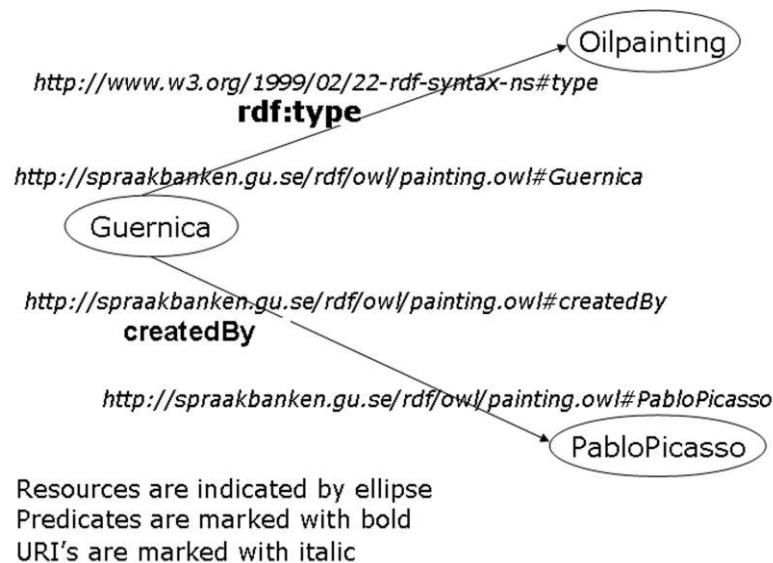 Oilpainting
http://www.w3.org/1999/02/22-rdf-syntax-ns#type
rdf:type
http://spraakbanken.gu.se/rdf/owl/painting.owl#Guernica
Guernica
http://spraakbanken.gu.se/rdf/owl/painting.owl#createdBy
createdBy
http://spraakbanken.gu.se/rdf/owl/painting.owl#PabloPicasso
PabloPicasso
Resources are indicated by ellipse
Predicates are marked with bold
URI's are marked with italic